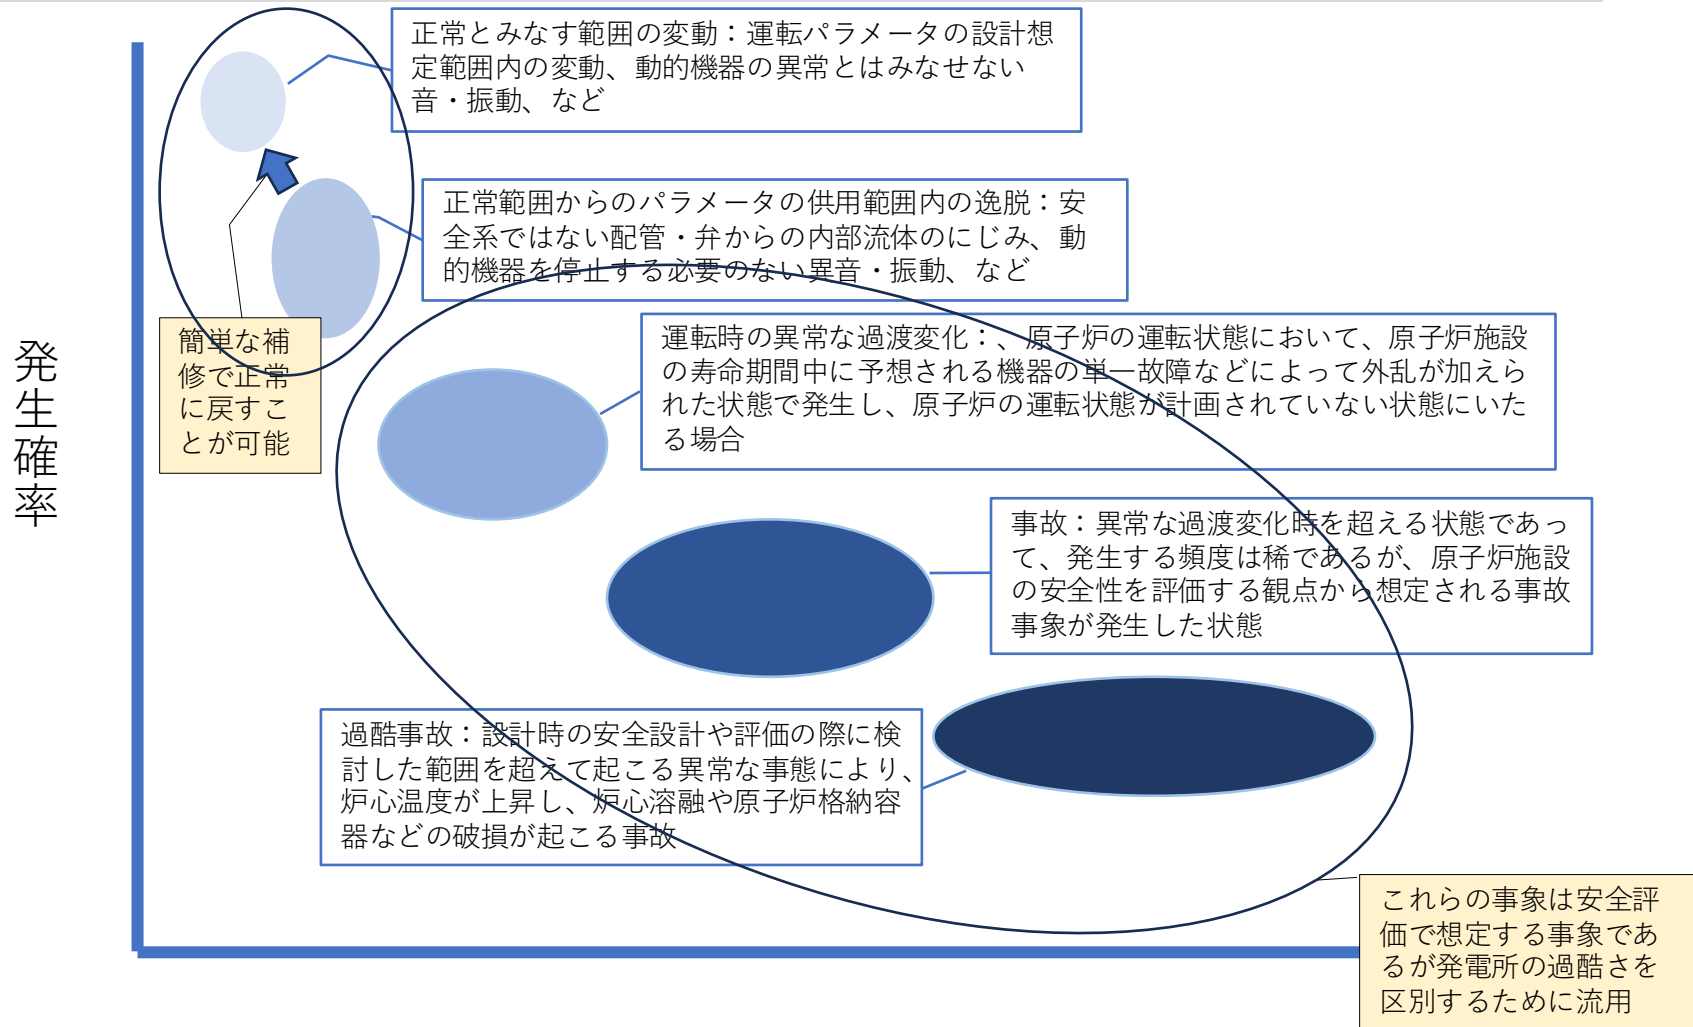 正常とみなす範囲の変動：運転パラメータの設計想
定範囲内の変動、動的機器の異常とはみなせない
音・振動、など
正常範囲からのパラメータの供用範囲内の逸脱：安
全系ではない配管・弁からの内部流体のにじみ、動
的機器を停止する必要のない異音・振動、など
簡単な補
修で正常
に戻すこ
とが可能
発生確率
運転時の異常な過渡変化：、原子炉の運転状態において、原子炉施設
の寿命期間中に予想される機器の単一故障などによって外乱が加えら
れた状態で発生し、原子炉の運転状態が計画されていない状態にいた
る場合
事故：異常な過渡変化時を超える状態であっ
て、発生する頻度は稀であるが、原子炉施設
の安全性を評価する観点から想定される事故
事象が発生した状態
過酷事故：設計時の安全設計や評価の際に検
討した範囲を超えて起こる異常な事態により、
炉心温度が上昇し、炉心溶融や原子炉格納容
器などの破損が起こる事故
これらの事象は安全評
価で想定する事象であ
るが発電所の過酷さを
区別するために流用